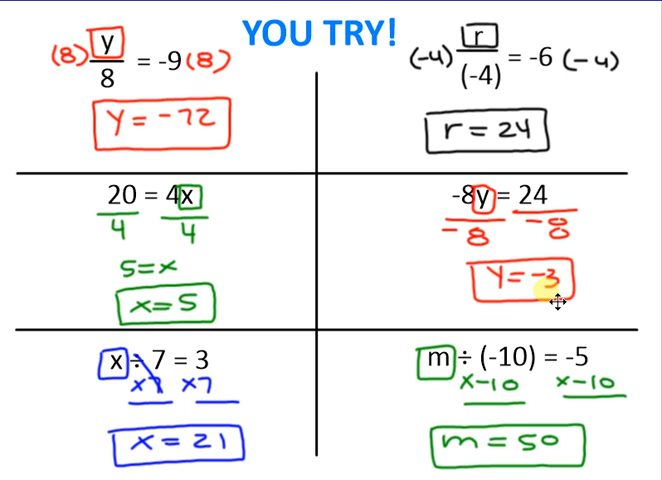 YOU TRY!
(8) y/8 = -9 (8)
y = -72
(-4) r/(-4) = -6 (-4)
r = 24
20 = 4x
4 4
5 = x
x = 5
-8y = 24
-8 -8
y = -3
x ÷ 7 = 3
x7 x7
x = 21
m ÷ (-10) = -5
x-10 x-10
m = 50